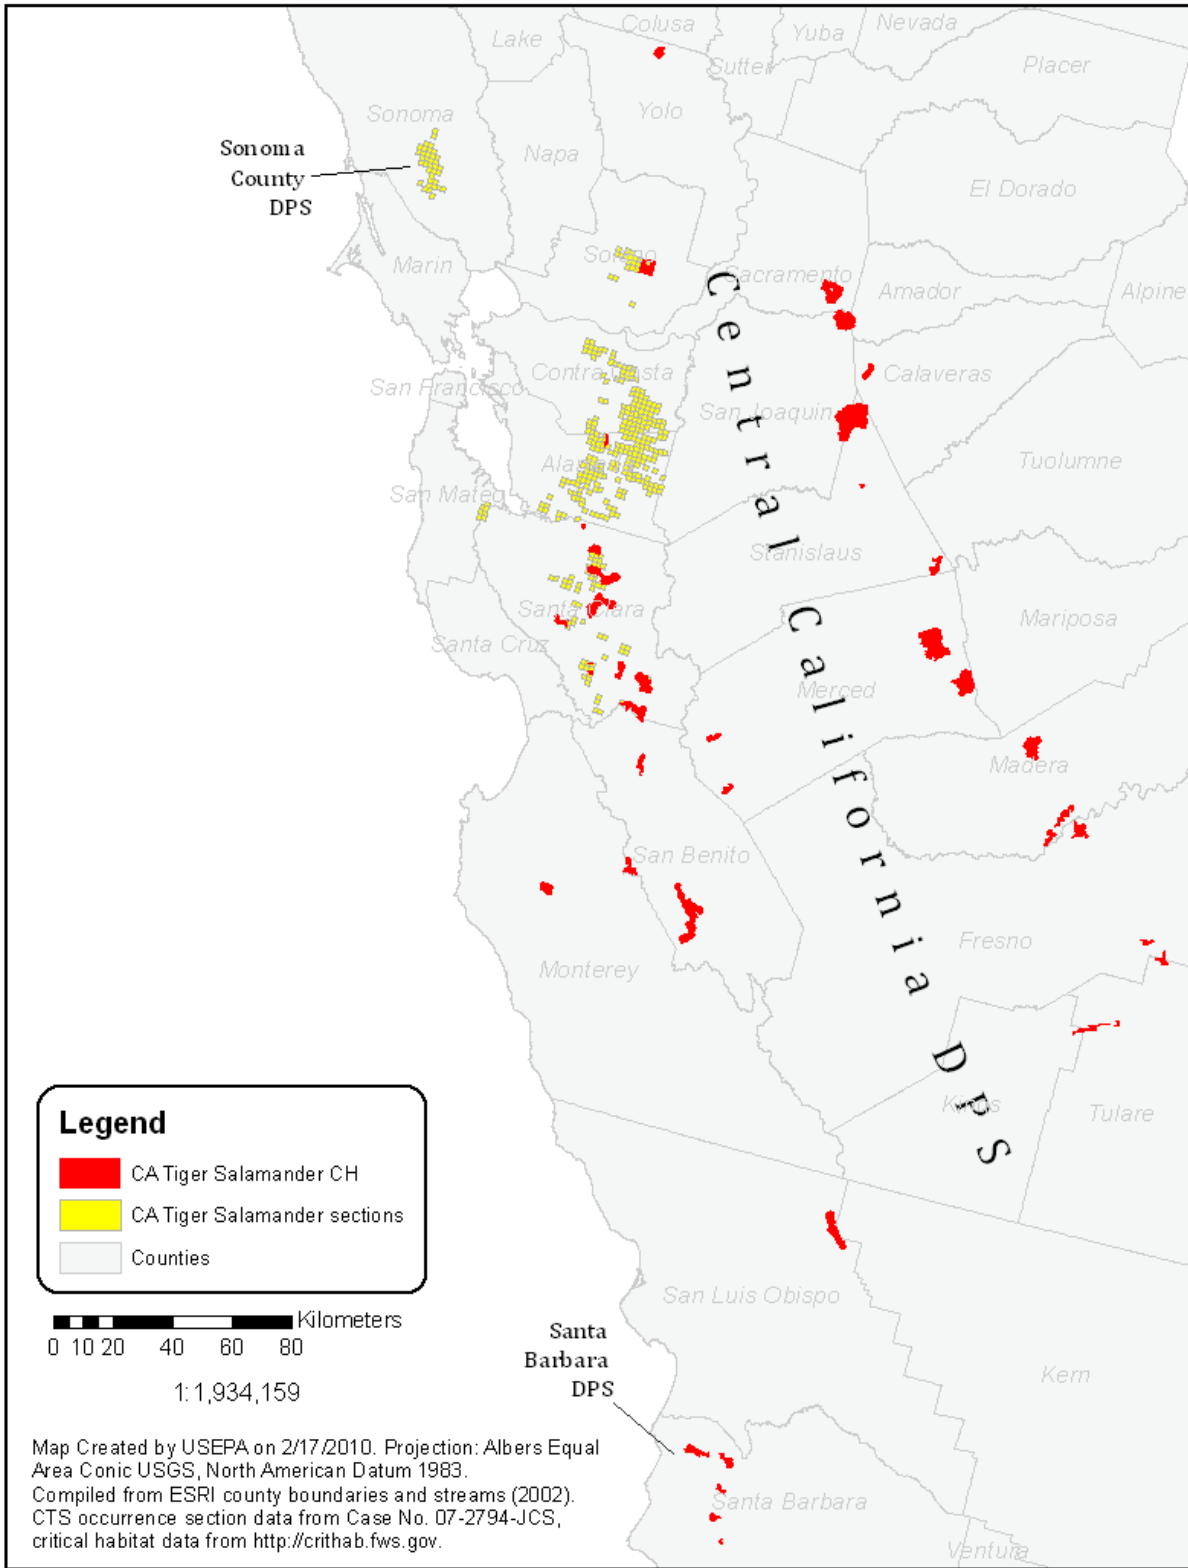 Colusa
Nevada
Yuba
Lake
Sutter
Placer
Sonoma
Yolo
Sonoma
County
DPS
Napa
El Dorado
Solano
Marin
Sacramento
Amador
Alpine
Contra Costa
San Francisco
Calaveras
San Joaquin
Alameda
Tuolumne
San Mateo
Stanislaus
Santa Clara
Mariposa
Santa Cruz
Merced
Madera
San Benito
Fresno
Monterey
Central California DPS
Kings
Tulare
Legend
CA Tiger Salamander CH
CA Tiger Salamander sections
Counties
San Luis Obispo
Kilometers
0 10 20 40 60 80
1:1,934,159
Santa
Barbara
DPS
Kern
Map Created by USEPA on 2/17/2010. Projection: Albers Equal
Area Conic USGS, North American Datum 1983.
Compiled from ESRI county boundaries and streams (2002).
CTS occurrence section data from Case No. 07-2794-JCS,
critical habitat data from http://crithab.fws.gov.
Santa Barbara
Ventura